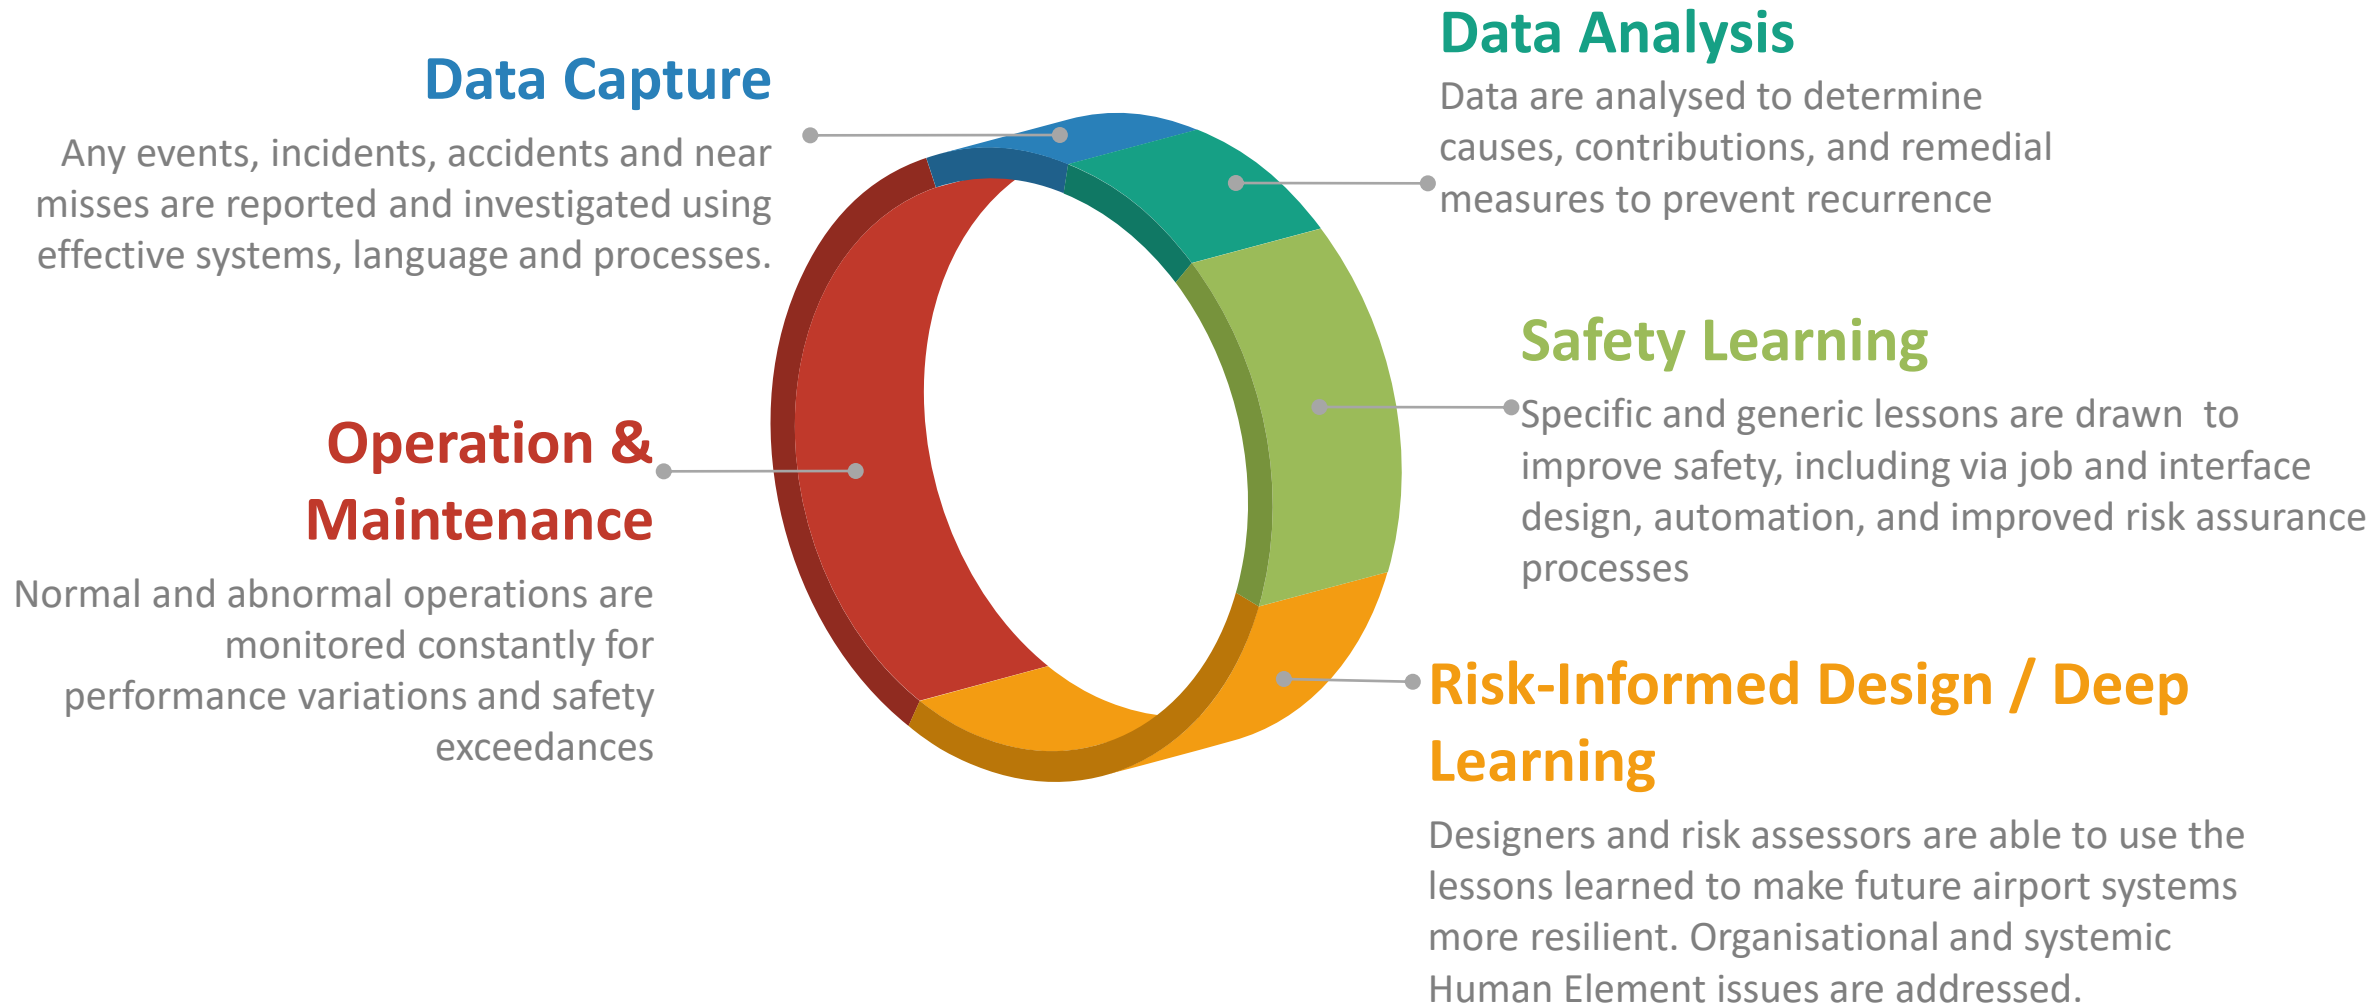 Data Capture
Any events, incidents, accidents and near
misses are reported and investigated using
effective systems, language and processes.
Data Analysis
Data are analysed to determine
causes, contributions, and remedial
measures to prevent recurrence
Safety Learning
Specific and generic lessons are drawn  to
improve safety, including via job and interface
design, automation, and improved risk assurance
processes
Risk-Informed Design / Deep
Learning
Designers and risk assessors are able to use the
lessons learned to make future airport systems
more resilient. Organisational and systemic
Human Element issues are addressed.
Operation &
Maintenance
Normal and abnormal operations are
monitored constantly for
performance variations and safety
exceedances